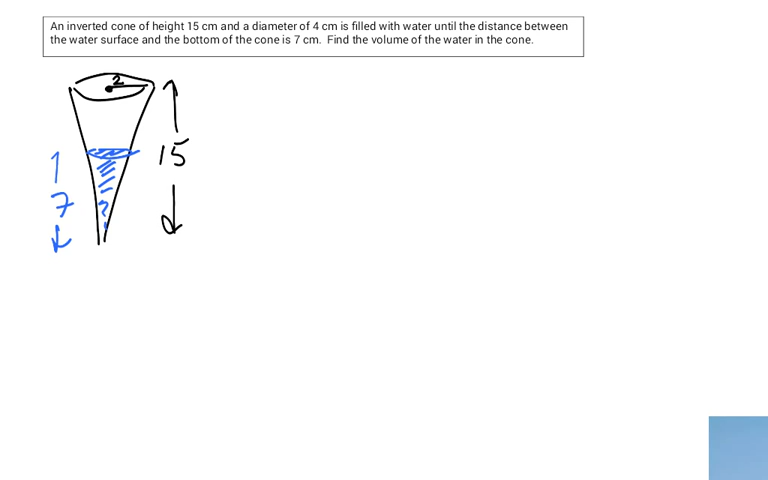 An inverted cone of height 15 cm and a diameter of 4 cm is filled with water until the distance between
the water surface and the bottom of the cone is 7 cm.  Find the volume of the water in the cone.
2
15
7
?